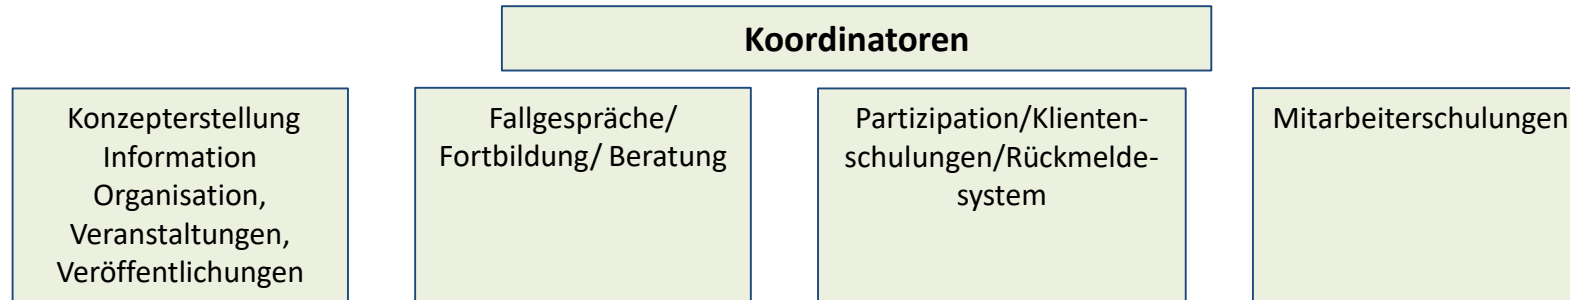 Koordinatoren
Konzepterstellung
Information
Organisation,
Veranstaltungen,
Veröffentlichungen
Fallgespräche/
Fortbildung/ Beratung
Partizipation/Klienten-
schulungen/Rückmelde-
system
Mitarbeiterschulungen